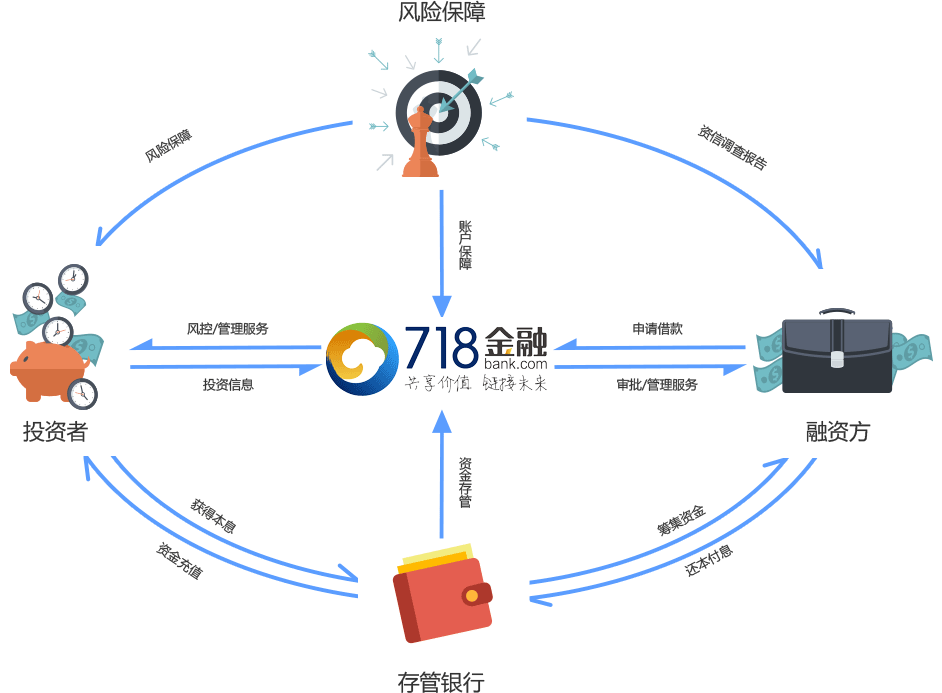 风险保障
风险保障
资信调查报告
账户保障
风控/管理服务
718金融
bank.com
共享价值 链接未来
申请借款
投资信息
审批/管理服务
投资者
融资方
资金存管
获得本息
资金充值
筹集资金
还本付息
存管银行